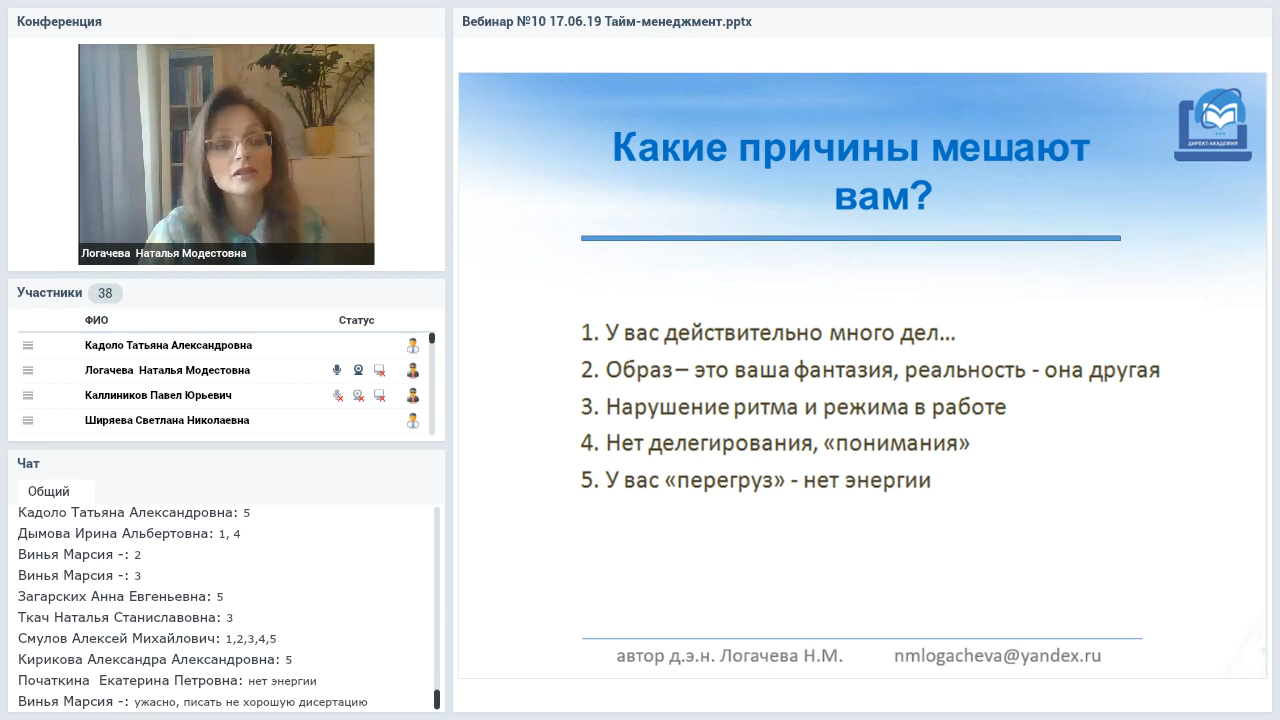 Конференция
Логачева  Наталья Модестовна
Участники 38
ФИО Статус
Кадоло Татьяна Александровна
Логачева  Наталья Модестовна
Каллиников Павел Юрьевич
Ширяева Светлана Николаевна
Чат
Общий
Кадоло Татьяна Александровна: 5
Дымова Ирина Альбертовна: 1, 4
Винья Марсия -: 2
Винья Марсия -: 3
Загарских Анна Евгеньевна: 5
Ткач Наталья Станиславовна: 3
Смулов Алексей Михайлович: 1,2,3,4,5
Кирикова Александра Александровна: 5
Початкина  Екатерина Петровна: нет энергии
Винья Марсия -: ужасно, писать не хорошую дисертацию
Вебинар №10 17.06.19 Тайм-менеджмент.pptx
ДИРЕКТ-АКАДЕМИЯ
Какие причины мешают
вам?
1. У вас действительно много дел...
2. Образ – это ваша фантазия, реальность - она другая
3. Нарушение ритма и режима в работе
4. Нет делегирования, «понимания»
5. У вас «перегруз» - нет энергии
автор д.э.н. Логачева Н.М. nmlogacheva@yandex.ru